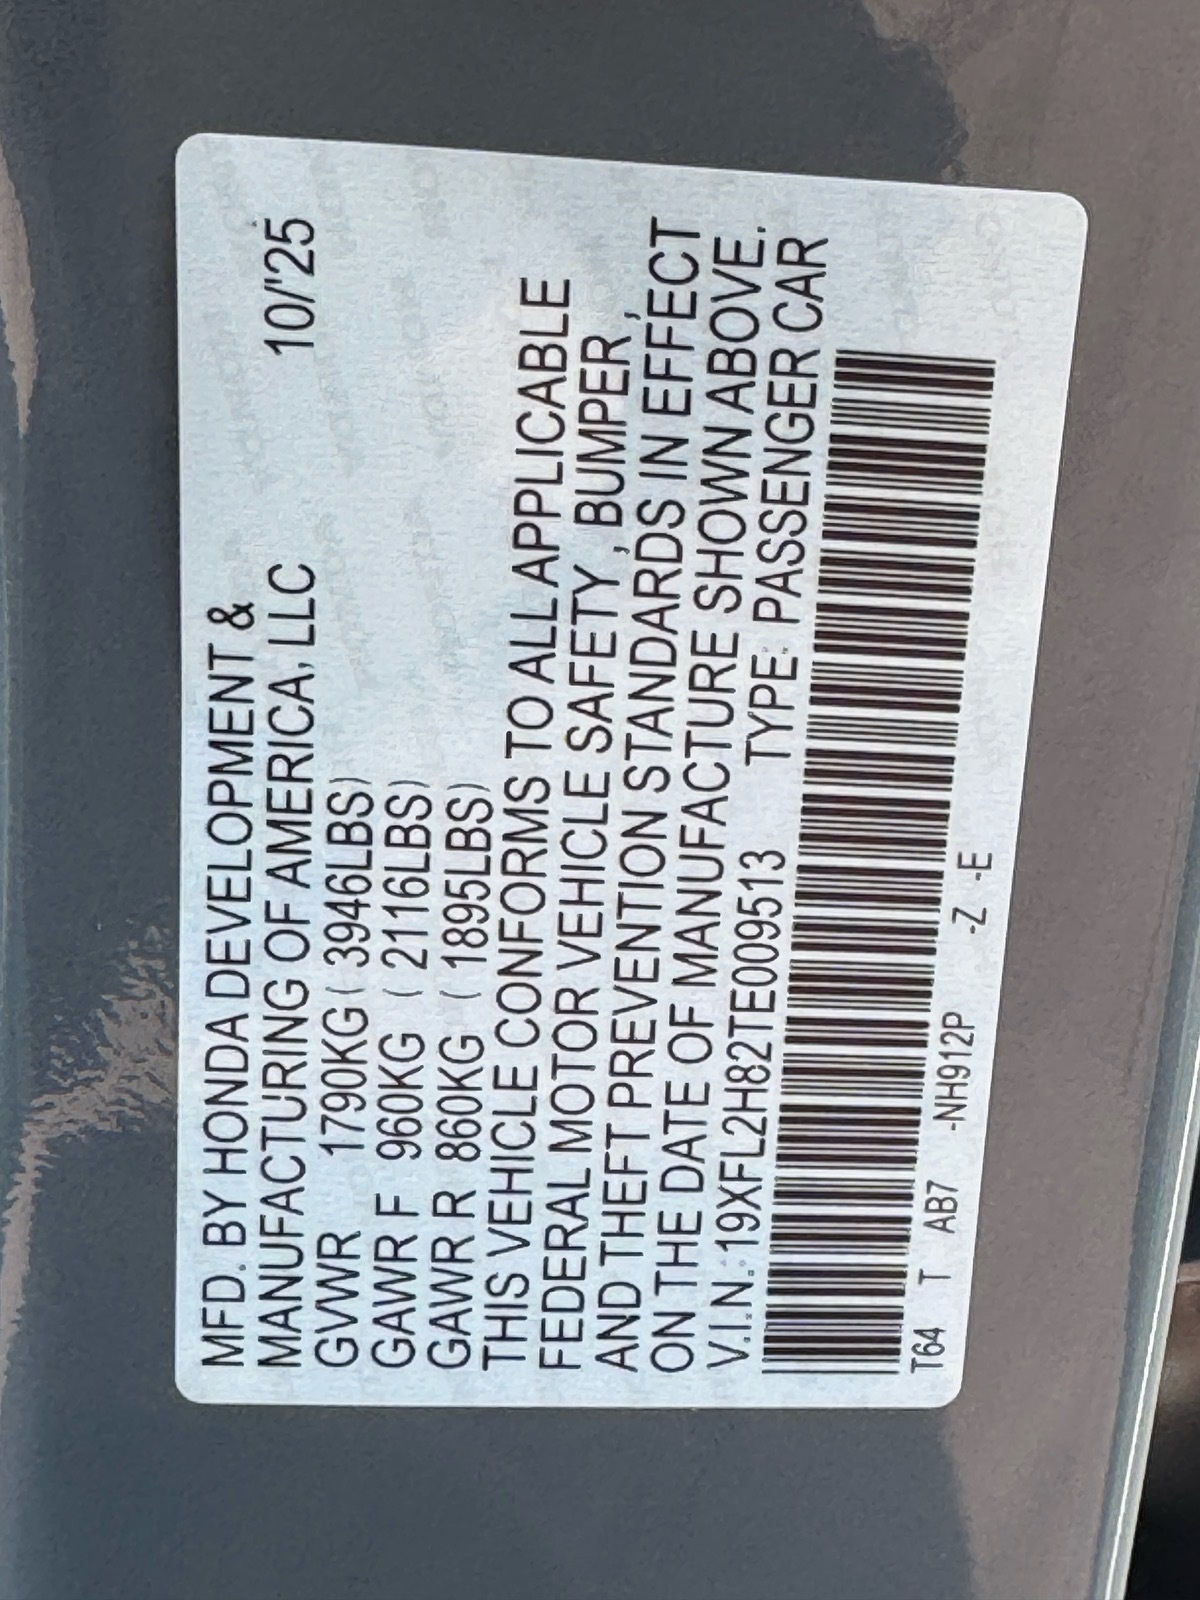 MFD. BY HONDA DEVELOPMENT &
MANUFACTURING OF AMERICA, LLC 10/'25
GVWR 1790KG ( 3946LBS)
GAWR F 960KG ( 2116LBS)
GAWR R 860KG ( 1895LBS)
THIS VEHICLE CONFORMS TO ALL APPLICABLE
FEDERAL MOTOR VEHICLE SAFETY , BUMPER ,
AND THEFT PREVENTION STANDARDS IN EFFECT
ON THE DATE OF MANUFACTURE SHOWN ABOVE.
V.I.N.:19XFL2H82TE009513 TYPE: PASSENGER CAR
T64 T AB7 -NH912P -Z -E